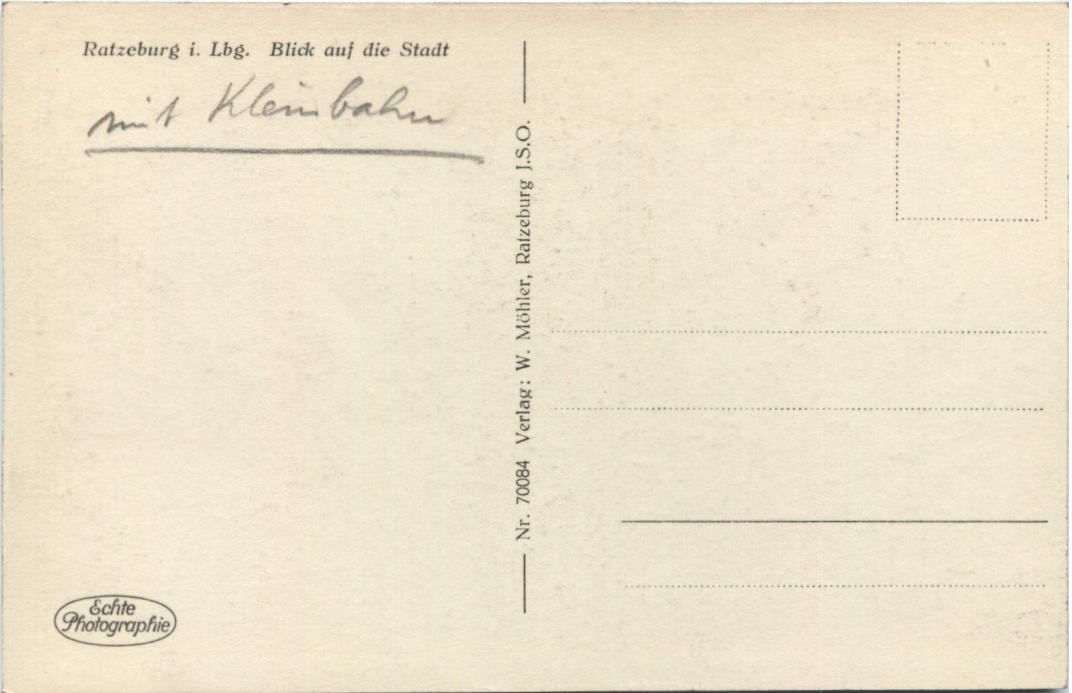 Ratzeburg i. Lbg. Blick auf die Stadt
mit Kleinbahn
Nr. 70084 Verlag: W. Möhler, Ratzeburg J.S.O.
Echte
Photographie